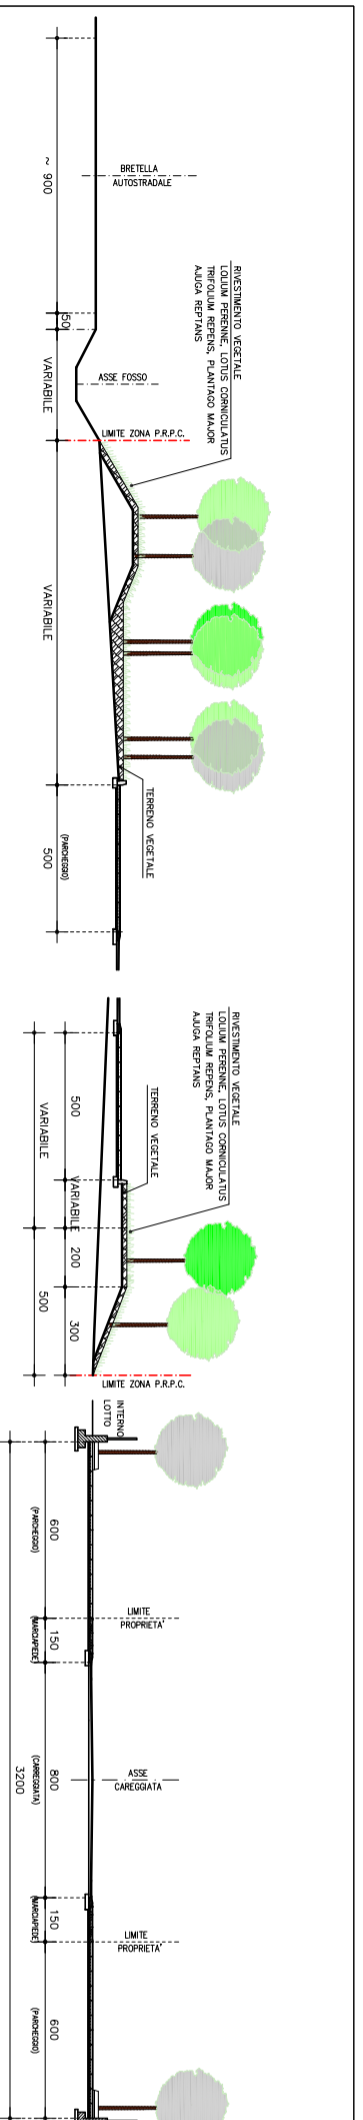 BRETELLA
AUTOSTRADALE
~ 900
50
VARIABILE
ASSE FOSSO
LIMITE ZONA P.R.P.C.
RIVESTIMENTO VEGETALE
LOLIUM PERENNE, LOTUS CORNICULATUS
TRIFOLIUM REPENS, PLANTAGO MAJOR
AJUGA REPTANS
VARIABILE
TERRENO VEGETALE
500
(PARCHEGGIO)
RIVESTIMENTO VEGETALE
LOLIUM PERENNE, LOTUS CORNICULATUS
TRIFOLIUM REPENS, PLANTAGO MAJOR
AJUGA REPTANS
TERRENO VEGETALE
500
VARIABILE
200
300
VARIABILE
500
LIMITE ZONA P.R.P.C.
INTERNO
LOTTO
600
(PARCHEGGIO)
LIMITE
PROPRIETA'
150
(MARCIAPIEDE)
ASSE
CAREGGIATA
800
(CARREGGIATA)
3200
150
(MARCIAPIEDE)
LIMITE
PROPRIETA'
600
(PARCHEGGIO)